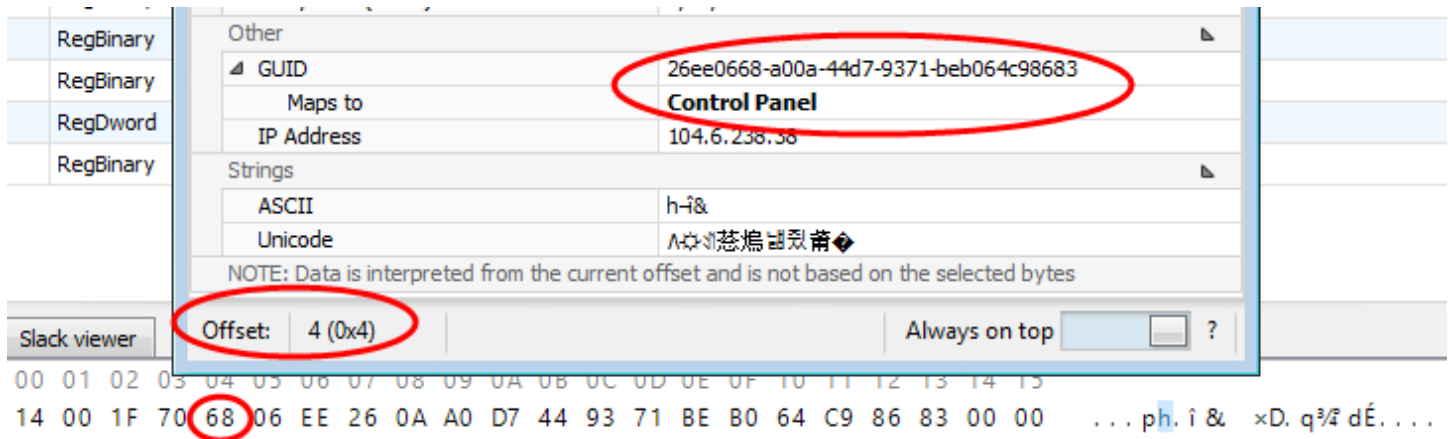 RegBinary
Other
GUID 26ee0668-a00a-44d7-9371-beb064c98683
RegBinary
Maps to Control Panel
RegDword
IP Address 104.6.238.38
RegBinary
Strings
ASCII
Unicode
NOTE: Data is interpreted from the current offset and is not based on the selected bytes
Slack viewer Offset: 4 (0x4) Always on top ?
00 01 02 03 04 05 06 07 08 09 0A 0B 0C 0D 0E 0F 10 11 12 13 14 15
14 00 1F 70 68 06 EE 26 0A A0 D7 44 93 71 BE B0 64 C9 86 83 00 00 ...ph.î& ×D.q¾°dÉ....